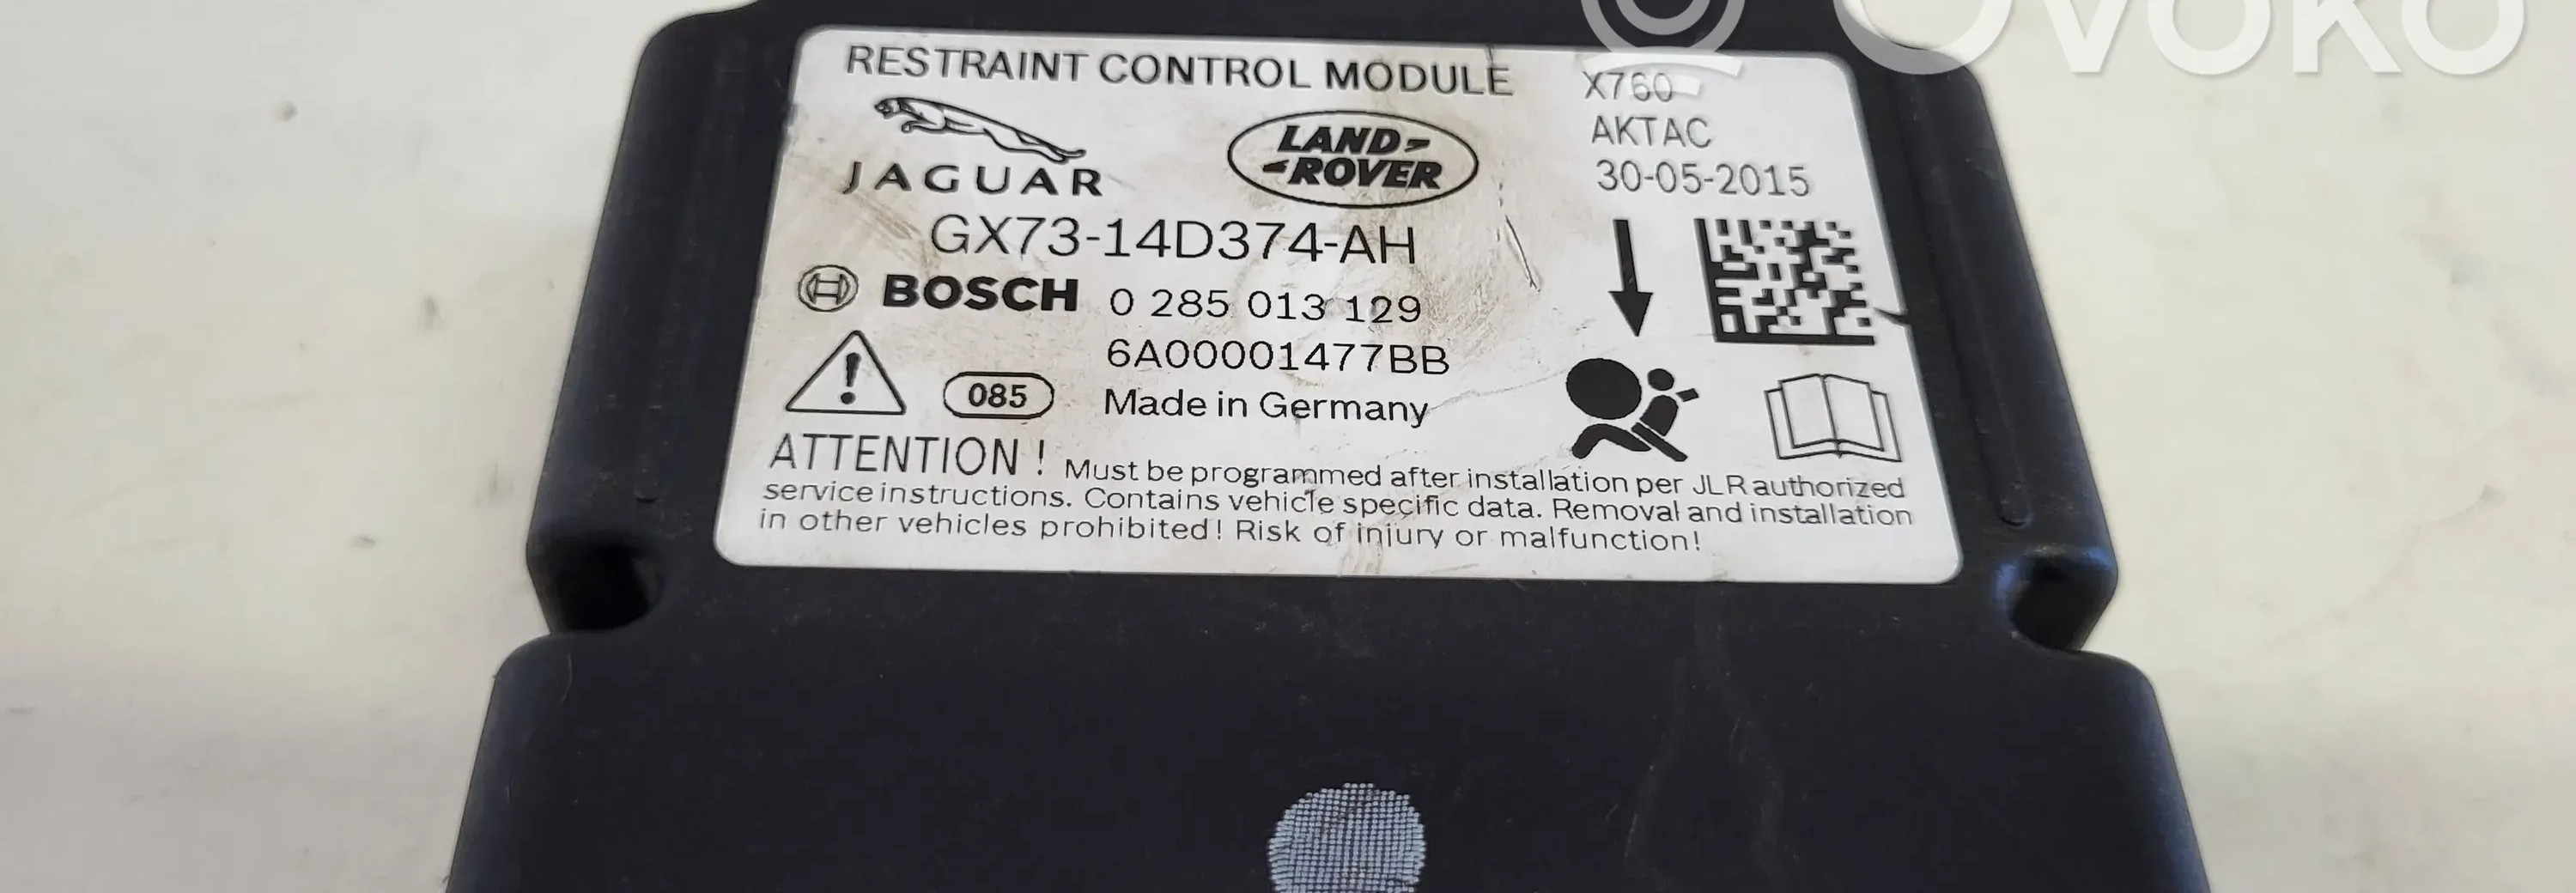 OVOKO
RESTRAINT CONTROL MODULE
X760
AKTAC
30-05-2015
JAGUAR
LAND-
-ROVER
GX73-14D374-AH
BOSCH 0 285 013 129
6A00001477BB
085 Made in Germany
ATTENTION ! Must be programmed after installation per JLR authorized
service instructions. Contains vehicle specific data. Removal and installation
in other vehicles prohibited! Risk of injury or malfunction!